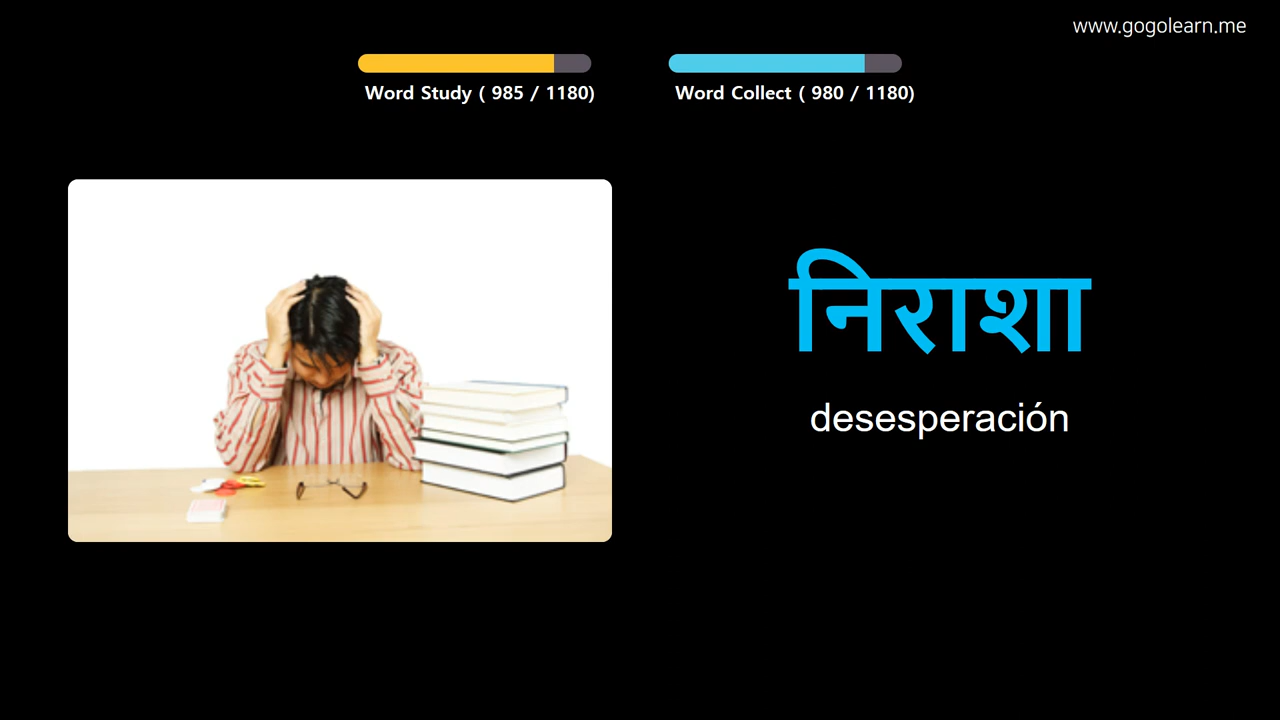 www.gogolearn.me
Word Study ( 985 / 1180)
Word Collect ( 980 / 1180)
निराशा
desesperación